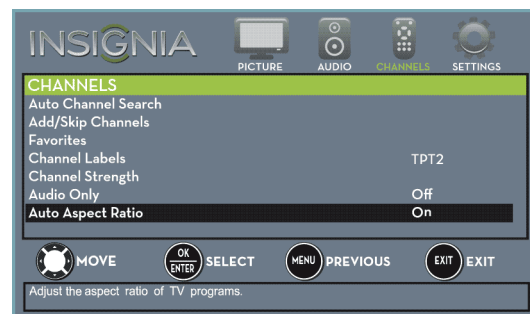 INSIGNIA
PICTURE AUDIO CHANNELS SETTINGS
CHANNELS
Auto Channel Search
Add/Skip Channels
Favorites
Channel Labels TPT2
Channel Strength
Audio Only Off
Auto Aspect Ratio On
MOVE OK ENTER SELECT MENU PREVIOUS EXIT EXIT
Adjust the aspect ratio of TV programs.